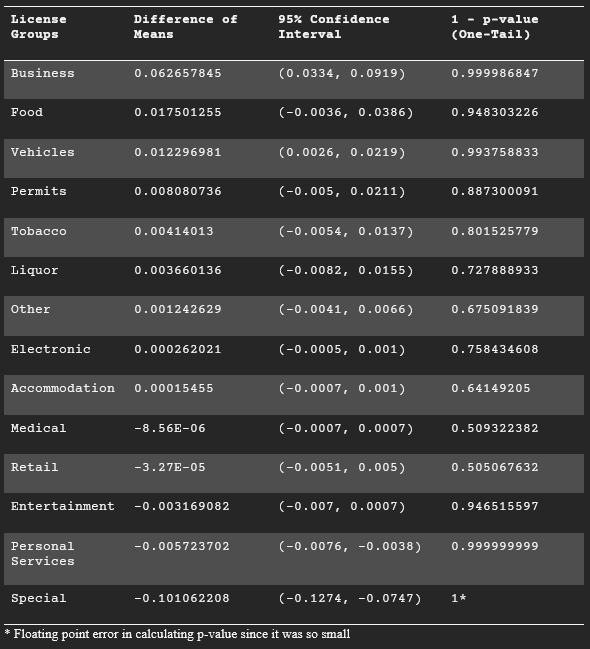 License Groups Difference of Means 95% Confidence Interval 1 - p-value (One-Tail)
Business 0.062657845 (0.0334, 0.0919) 0.999986847
Food 0.017501255 (-0.0036, 0.0386) 0.948303226
Vehicles 0.012296981 (0.0026, 0.0219) 0.993758833
Permits 0.008080736 (-0.005, 0.0211) 0.887300091
Tobacco 0.00414013 (-0.0054, 0.0137) 0.801525779
Liquor 0.003660136 (-0.0082, 0.0155) 0.727888933
Other 0.001242629 (-0.0041, 0.0066) 0.675091839
Electronic 0.000262021 (-0.0005, 0.001) 0.758434608
Accommodation 0.00015455 (-0.0007, 0.001) 0.64149205
Medical -8.56E-06 (-0.0007, 0.0007) 0.509322382
Retail -3.27E-05 (-0.0051, 0.005) 0.505067632
Entertainment -0.003169082 (-0.007, 0.0007) 0.946515597
Personal Services -0.005723702 (-0.0076, -0.0038) 0.999999999
Special -0.101062208 (-0.1274, -0.0747) 1*
* Floating point error in calculating p-value since it was so small